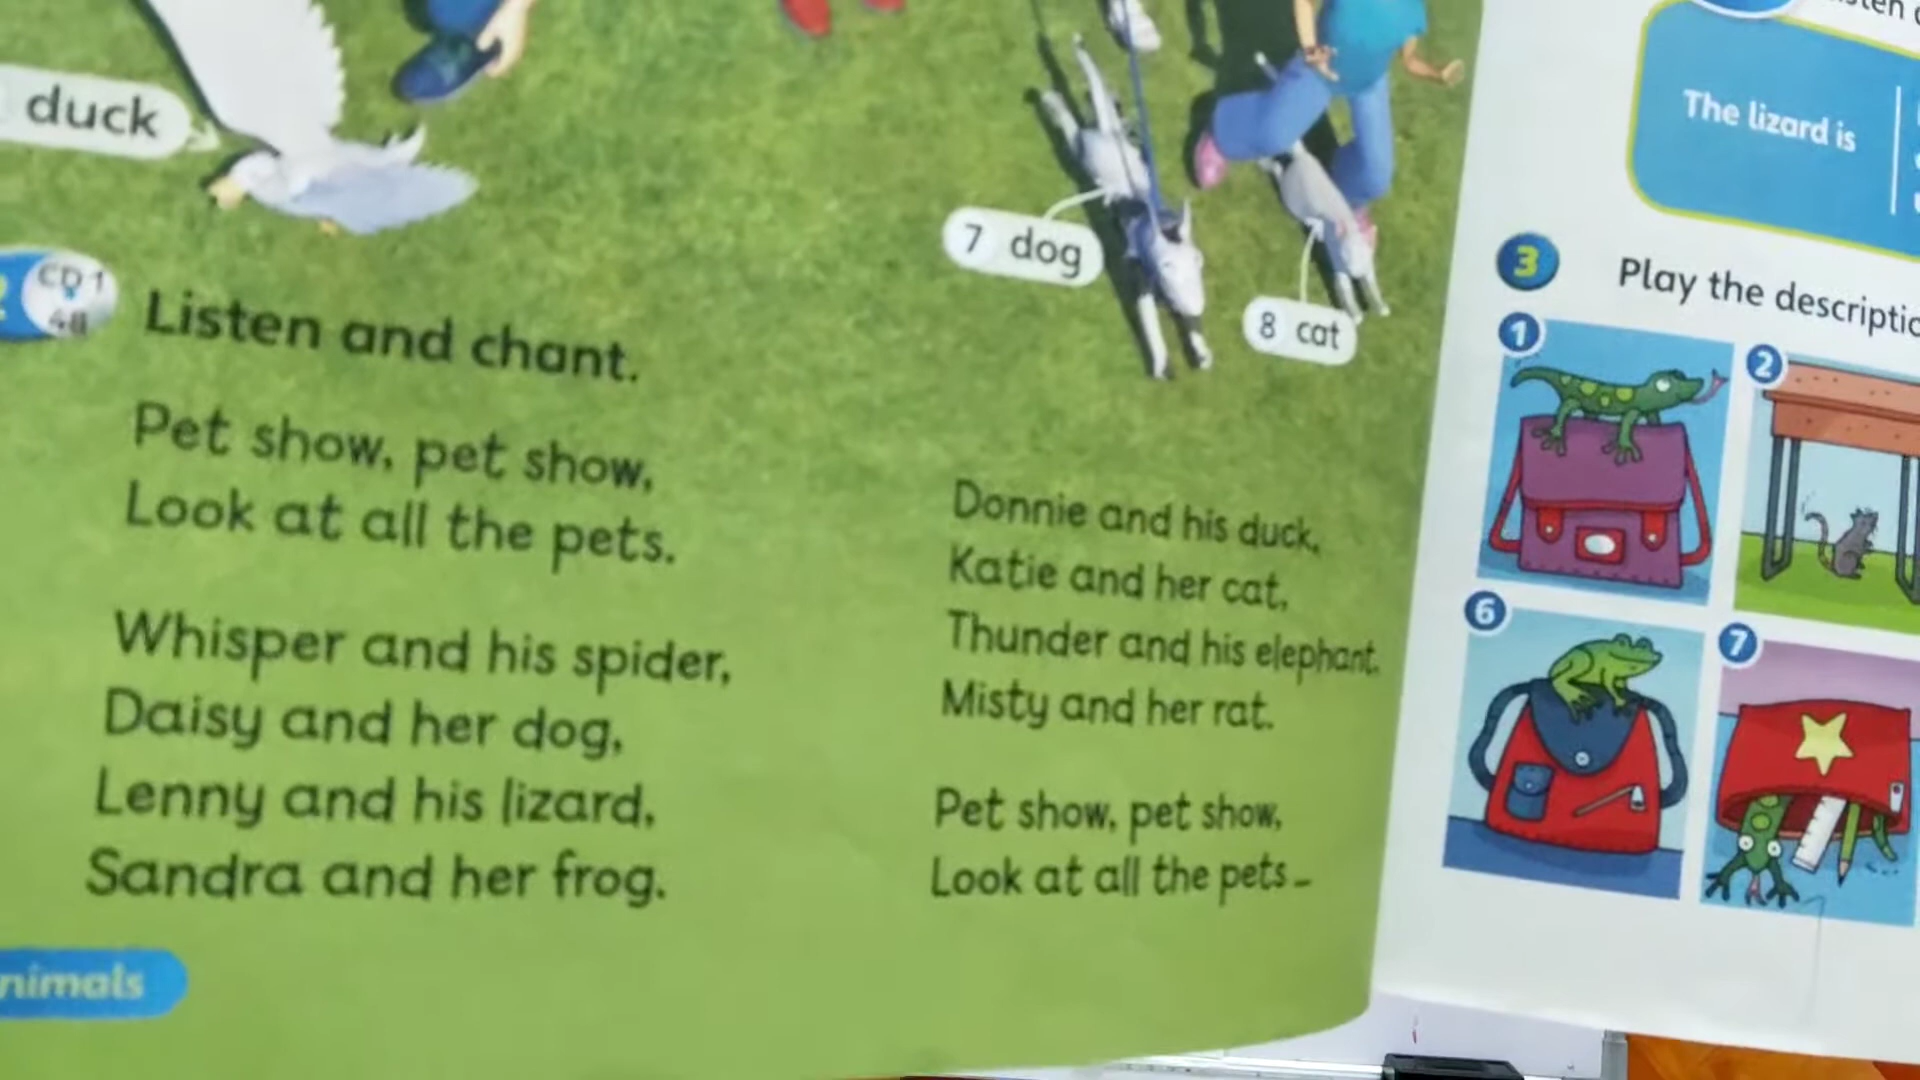 duck
7 dog
8 cat
CD 1
48
Listen and chant.
Pet show, pet show,
Look at all the pets.
Whisper and his spider,
Daisy and her dog,
Lenny and his lizard,
Sandra and her frog.
Donnie and his duck,
Katie and her cat,
Thunder and his elephant.
Misty and her rat.
Pet show, pet show,
Look at all the pets –
nimals
The lizard is
3 Play the descriptio
1
2
6
7